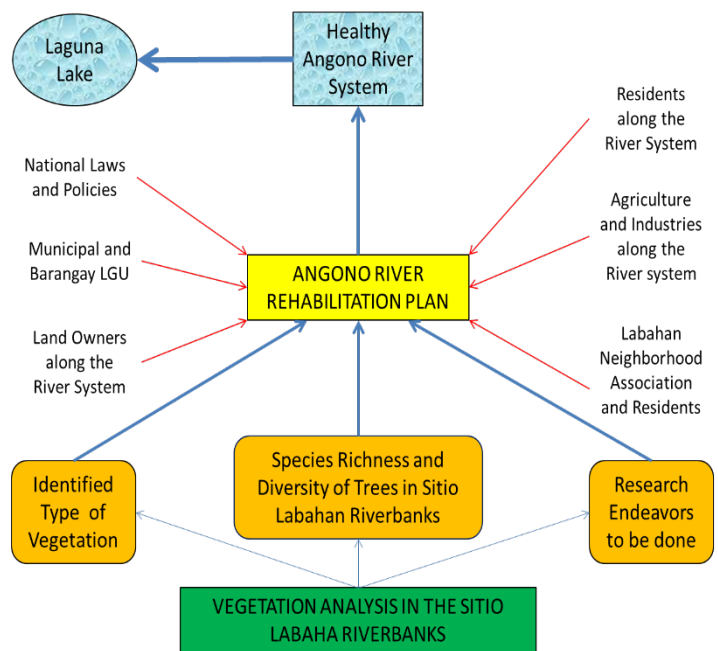 Laguna
Lake
Healthy
Angono River
System
Residents
along the
River System
National Laws
and Policies
Agriculture
and Industries
along the
River system
Municipal and
Barangay LGU
ANGONO RIVER
REHABILITATION PLAN
Land Owners
along the
River System
Labahan
Neighborhood
Association
and Residents
Identified
Type of
Vegetation
Species Richness and
Diversity of Trees in Sitio
Labahan Riverbanks
Research
Endeavors
to be done
VEGETATION ANALYSIS IN THE SITIO
LABAHA RIVERBANKS